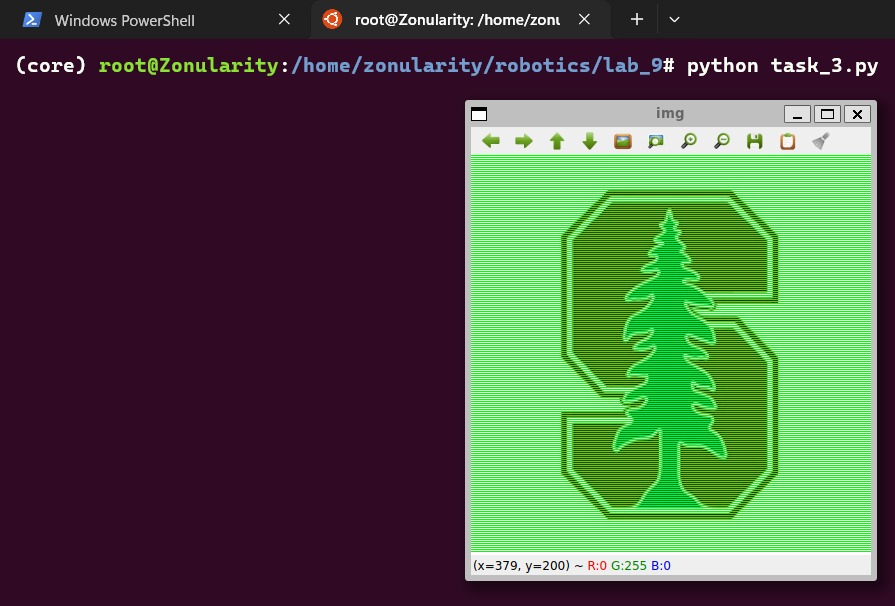 Windows PowerShell
root@Zonularity: /home/zonu
(core) root@Zonularity:/home/zonularity/robotics/lab_9# python task_3.py
img
(x=379, y=200) ~ R:0 G:255 B:0